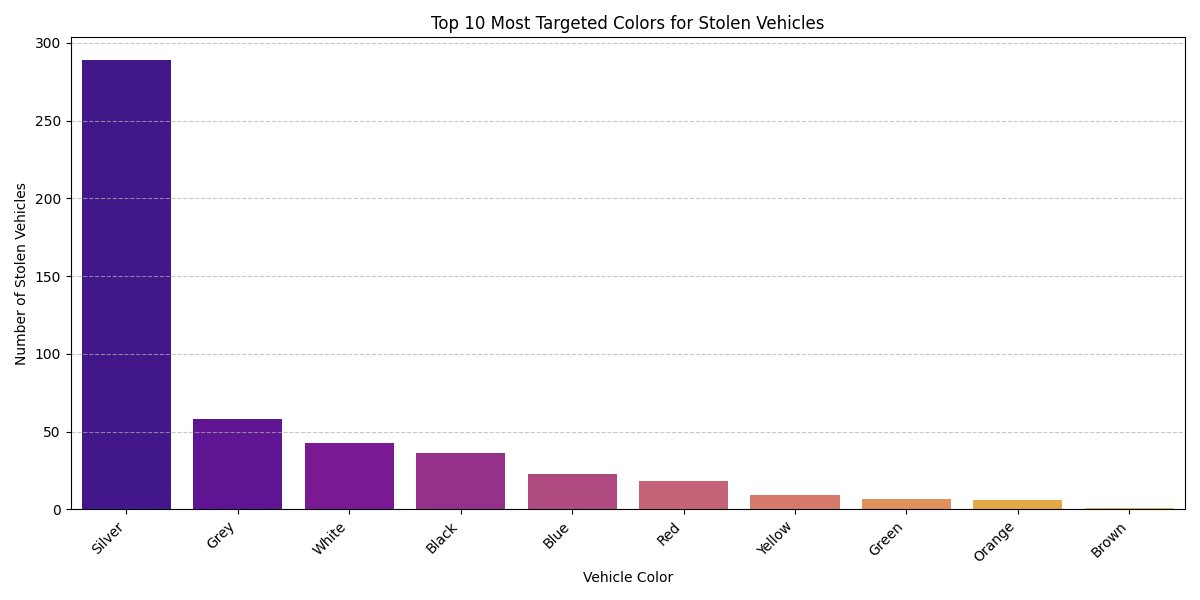 Top 10 Most Targeted Colors for Stolen Vehicles
Number of Stolen Vehicles
300
250
200
150
100
50
0
Silver
Grey
White
Black
Blue
Red
Yellow
Green
Orange
Brown
Vehicle Color